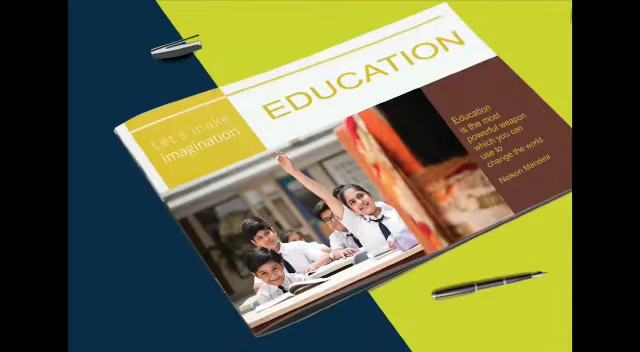 EDUCATION
Let's make
imagination
Education
is the most
powerful weapon
which you can
use to
change the world.
Nelson Mandela